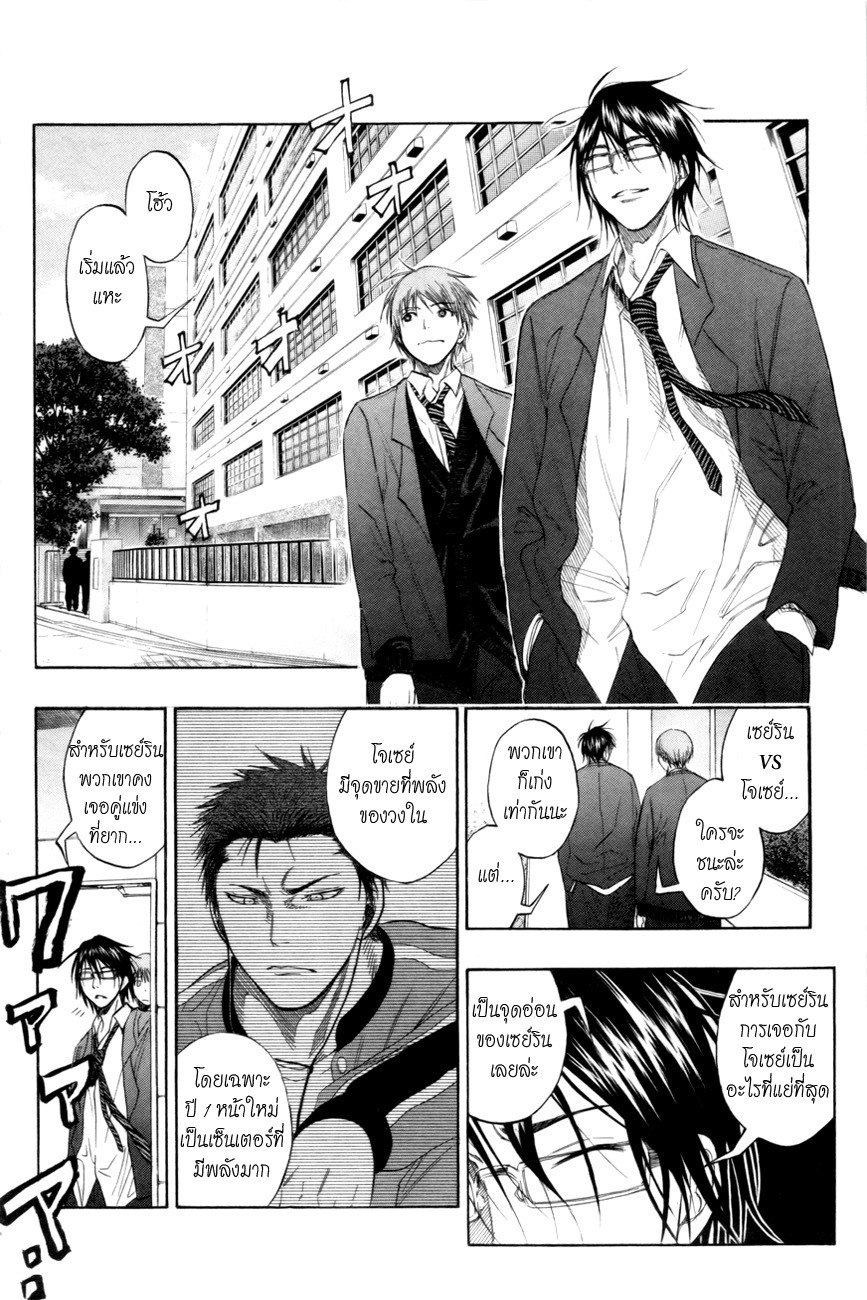 โฮ้ว
เริ่มแล้ว
แหะ
オ
オ
オ
オ
オ
เซย์ริน
VS
โจเซย์...
ใครจะ
ชนะล่ะ
ครับ?
พวกเขา
ก็เก่ง
เท่ากันนะ
แต่...
สำหรับเซย์ริน
การเจอกับ
โจเซย์เป็น
อะไรที่แย่ที่สุด
เป็นจุดอ่อน
ของเซย์ริน
เลยล่ะ
โจเซย์
มีจุดขายที่พลัง
ของวงใน
โดยเฉพาะ
ปี 1 หน้าใหม่
เป็นเซ็นเตอร์ที่
มีพลังมาก
สำหรับเซย์ริน
พวกเขาคง
เจอคู่แข่ง
ที่ยาก...
ワァァァァ...